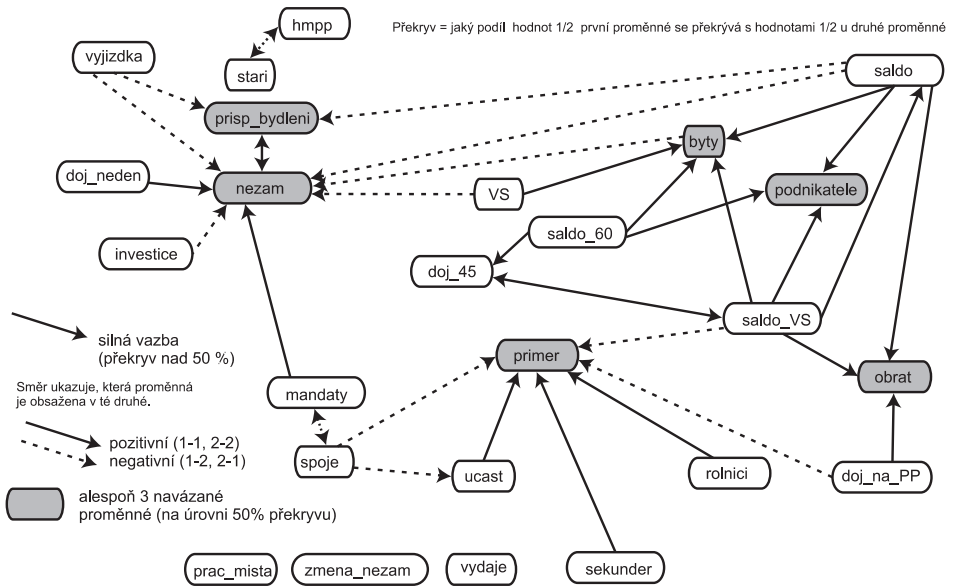 hmpp
Překryv = jaký podíl hodnot 1/2 první proměnné se překrývá s hodnotami 1/2 u druhé proměnné
vyjizdka
stari
saldo
prisp_bydleni
byty
doj_neden
nezam
VS
podnikatele
saldo_60
investice
doj_45
saldo_VS
silná vazba
(překryv nad 50 %)
primer
obrat
Směr ukazuje, která proměnná
je obsažena v té druhé.
mandaty
pozitivní (1-1, 2-2)
negativní (1-2, 2-1)
spoje
ucast
rolnici
doj_na_PP
alespoň 3 navázané
proměnné (na úrovni 50% překryvu)
prac_mista
zmena_nezam
vydaje
sekunder